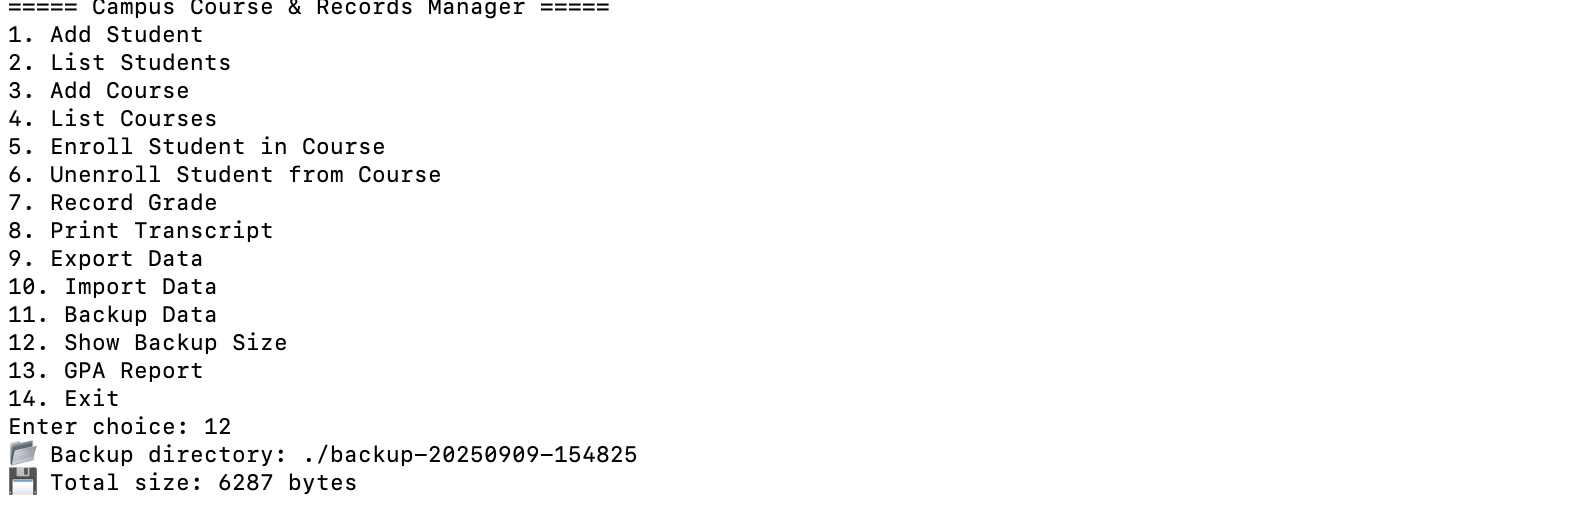 ===== Campus Course & Records Manager =====
1. Add Student
2. List Students
3. Add Course
4. List Courses
5. Enroll Student in Course
6. Unenroll Student from Course
7. Record Grade
8. Print Transcript
9. Export Data
10. Import Data
11. Backup Data
12. Show Backup Size
13. GPA Report
14. Exit
Enter choice: 12
📂 Backup directory: ./backup-20250909-154825
💾 Total size: 6287 bytes